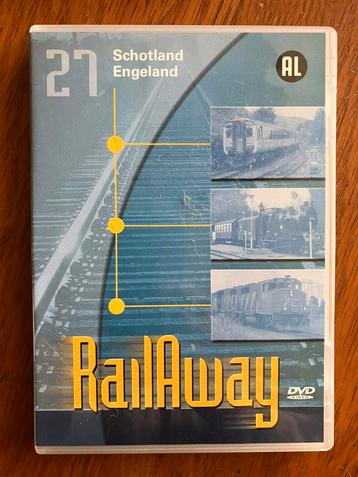 27
Schotland
Engeland
AL
RailAway
DVD
VIDEO